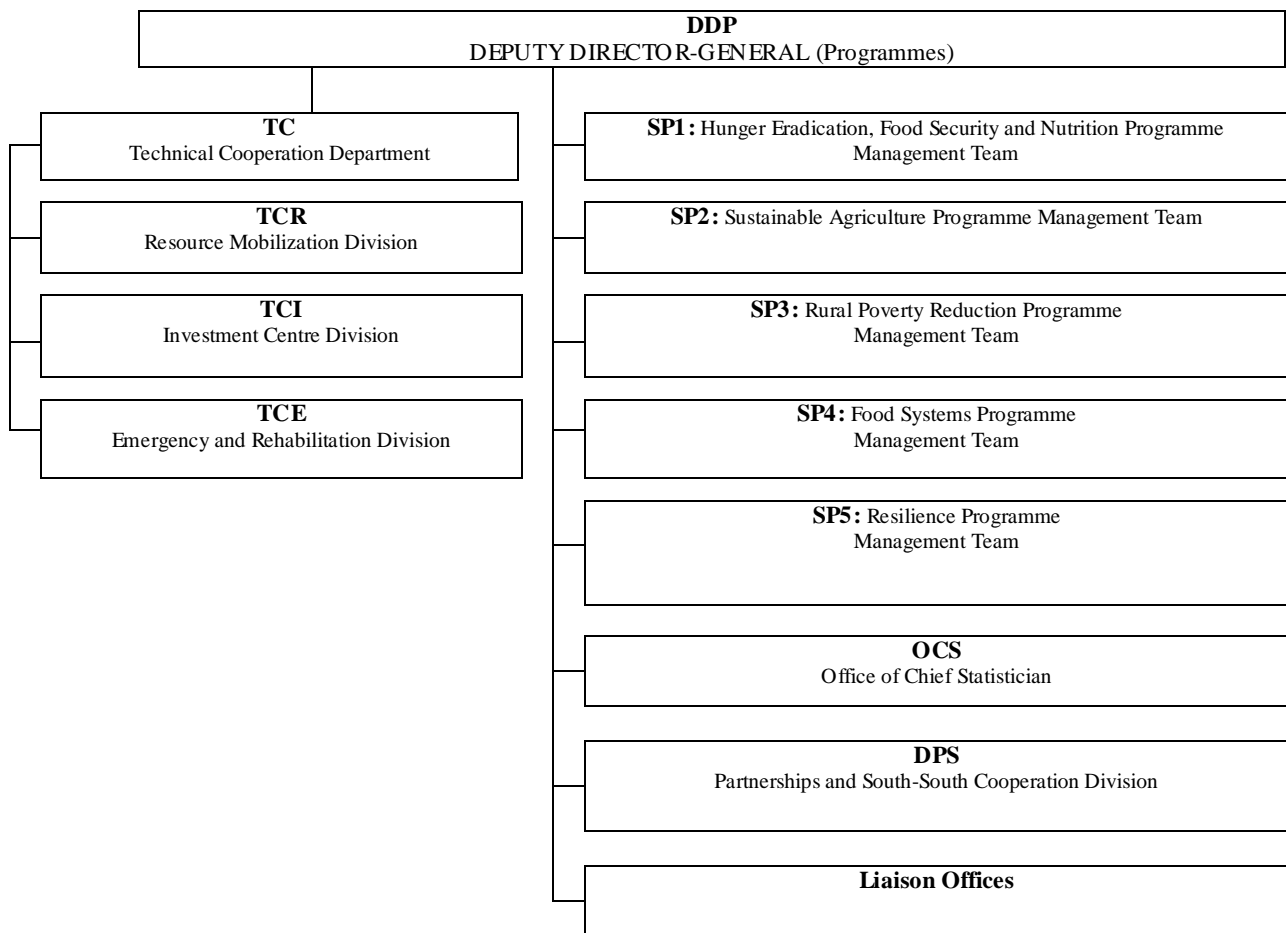 DDP
DEPUTY DIRECTOR-GENERAL (Programmes)
TC
Technical Cooperation Department
TCR
Resource Mobilization Division
TCI
Investment Centre Division
TCE
Emergency and Rehabilitation Division
SP1: Hunger Eradication, Food Security and Nutrition Programme
Management Team
SP2: Sustainable Agriculture Programme Management Team
SP3: Rural Poverty Reduction Programme
Management Team
SP4: Food Systems Programme
Management Team
SP5: Resilience Programme
Management Team
OCS
Office of Chief Statistician
DPS
Partnerships and South-South Cooperation Division
Liaison Offices